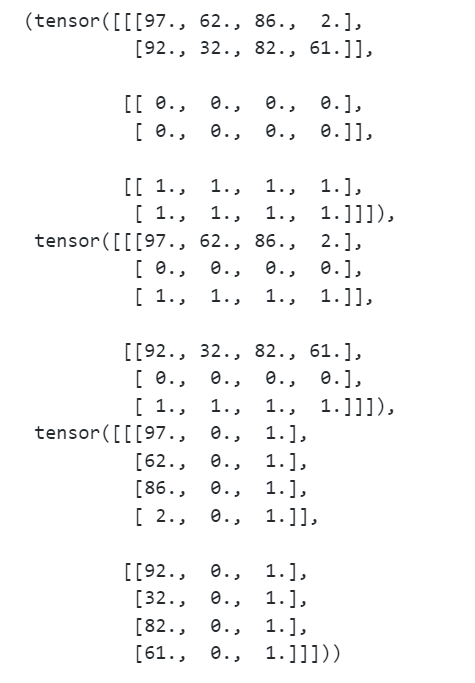 (tensor([[[97., 62., 86.,  2.],
          [92., 32., 82., 61.]],

         [[ 0.,  0.,  0.,  0.],
          [ 0.,  0.,  0.,  0.]],

         [[ 1.,  1.,  1.,  1.],
          [ 1.,  1.,  1.,  1.]]]),
 tensor([[[97., 62., 86.,  2.],
          [ 0.,  0.,  0.,  0.],
          [ 1.,  1.,  1.,  1.]],

         [[92., 32., 82., 61.],
          [ 0.,  0.,  0.,  0.],
          [ 1.,  1.,  1.,  1.]]]),
 tensor([[[97.,  0.,  1.],
          [62.,  0.,  1.],
          [86.,  0.,  1.],
          [ 2.,  0.,  1.]],

         [[92.,  0.,  1.],
          [32.,  0.,  1.],
          [82.,  0.,  1.],
          [61.,  0.,  1.]]]))